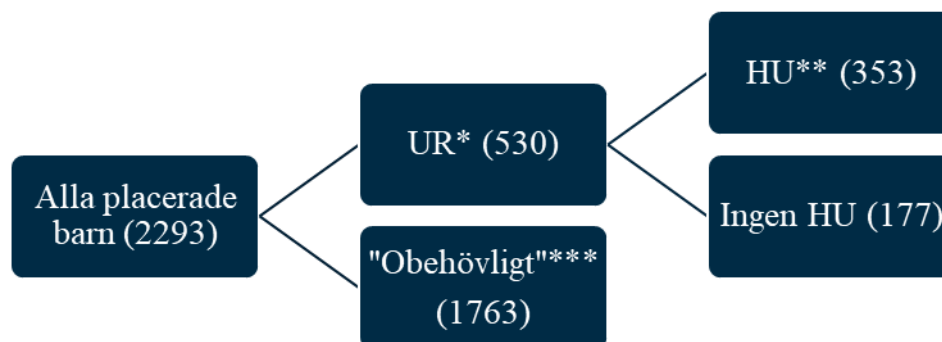 Alla placerade
barn (2293)
UR* (530)
"Obehövligt"***
(1763)
HU** (353)
Ingen HU (177)